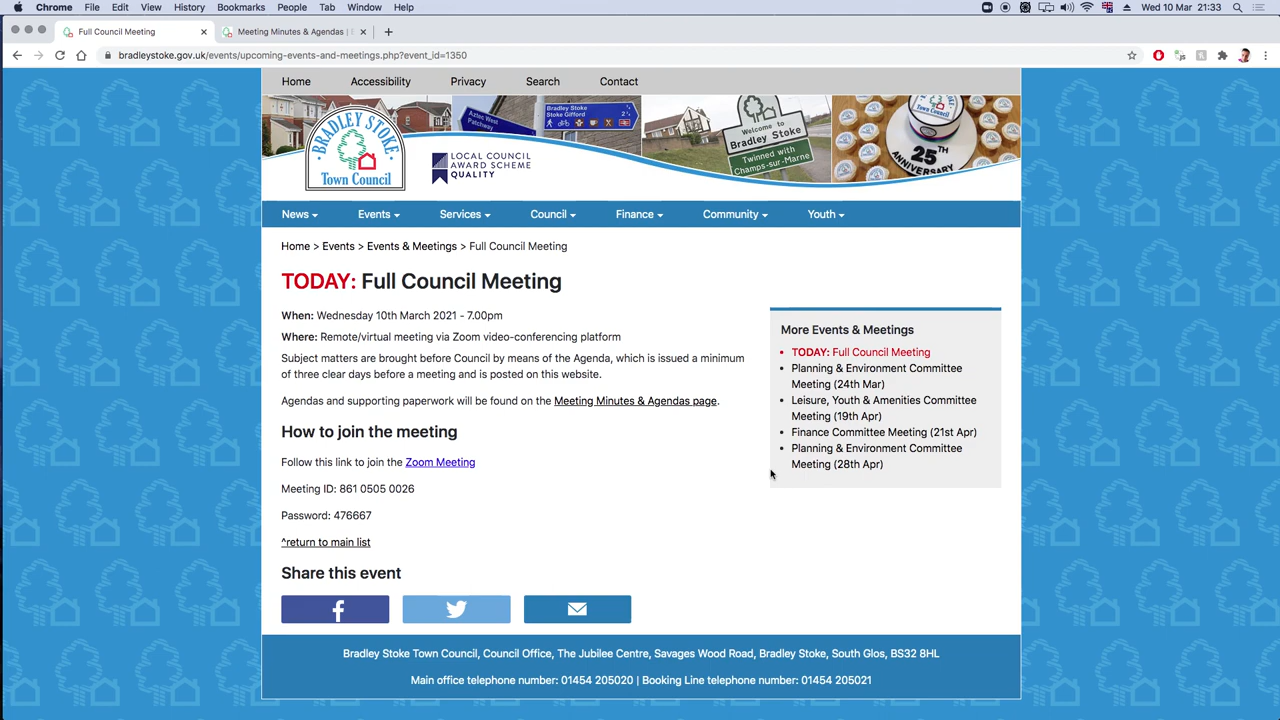 Chrome File Edit View History Bookmarks People Tab Window Help Wed 10 Mar 21:33
Full Council Meeting Meeting Minutes & Agendas |
bradleystoke.gov.uk/events/upcoming-events-and-meetings.php?event_id=1350
Home Accessibility Privacy Search Contact
BRADLEY STOKE
Town Council
LOCAL COUNCIL
AWARD SCHEME
QUALITY
Aztec West
Patchway
Bradley Stoke
Stoke Gifford
Welcome to
Bradley Stoke
Twinned with
Champs-sur-Marne
Town Council
25TH
ANNIVERSARY
News Events Services Council Finance Community Youth
Home > Events > Events & Meetings > Full Council Meeting
TODAY: Full Council Meeting
When: Wednesday 10th March 2021 - 7.00pm
Where: Remote/virtual meeting via Zoom video-conferencing platform
Subject matters are brought before Council by means of the Agenda, which is issued a minimum
of three clear days before a meeting and is posted on this website.
Agendas and supporting paperwork will be found on the Meeting Minutes & Agendas page.
How to join the meeting
Follow this link to join the Zoom Meeting
Meeting ID: 861 0505 0026
Password: 476667
^return to main list
Share this event
More Events & Meetings
TODAY: Full Council Meeting
Planning & Environment Committee
Meeting (24th Mar)
Leisure, Youth & Amenities Committee
Meeting (19th Apr)
Finance Committee Meeting (21st Apr)
Planning & Environment Committee
Meeting (28th Apr)
Bradley Stoke Town Council, Council Office, The Jubilee Centre, Savages Wood Road, Bradley Stoke, South Glos, BS32 8HL
Main office telephone number: 01454 205020 | Booking Line telephone number: 01454 205021